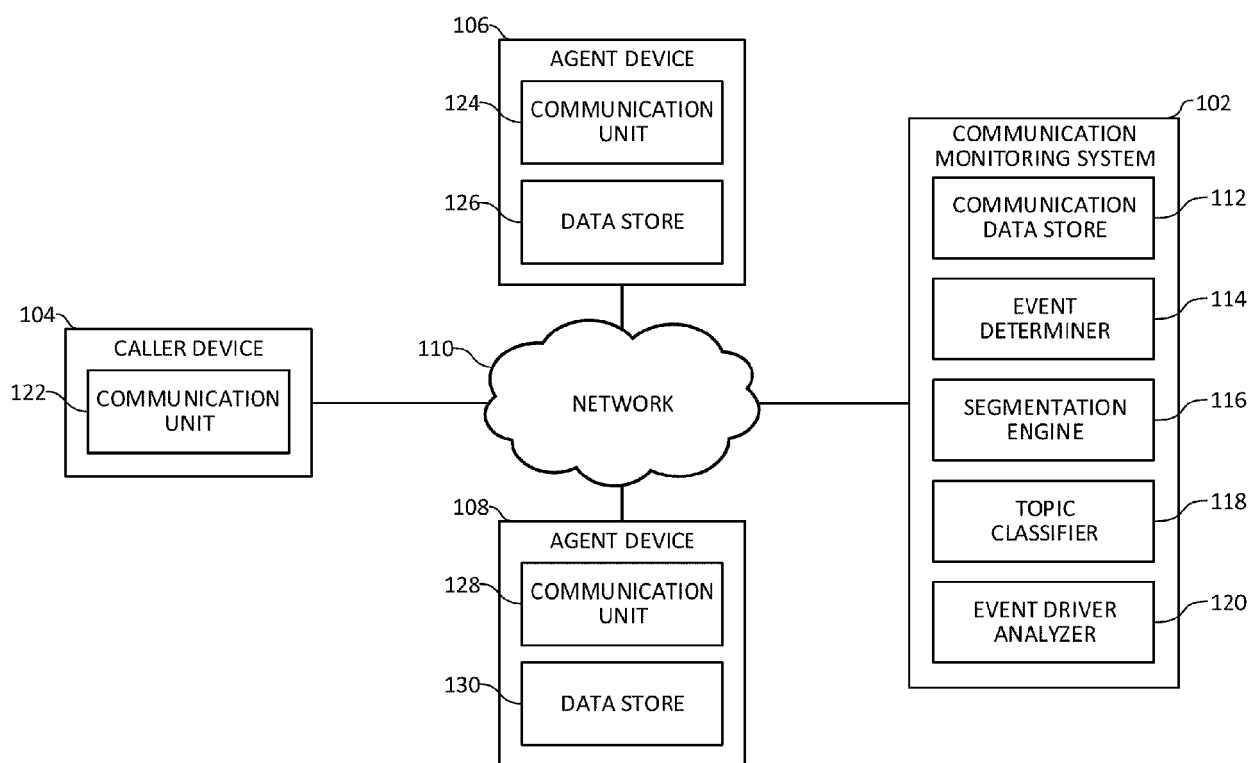 106
AGENT DEVICE
124
COMMUNICATION
UNIT
126
DATA STORE
102
COMMUNICATION
MONITORING SYSTEM
COMMUNICATION
DATA STORE
112
EVENT
DETERMINER
114
SEGMENTATION
ENGINE
116
TOPIC
CLASSIFIER
118
EVENT DRIVER
ANALYZER
120
104
CALLER DEVICE
122
COMMUNICATION
UNIT
110
NETWORK
108
AGENT DEVICE
128
COMMUNICATION
UNIT
130
DATA STORE